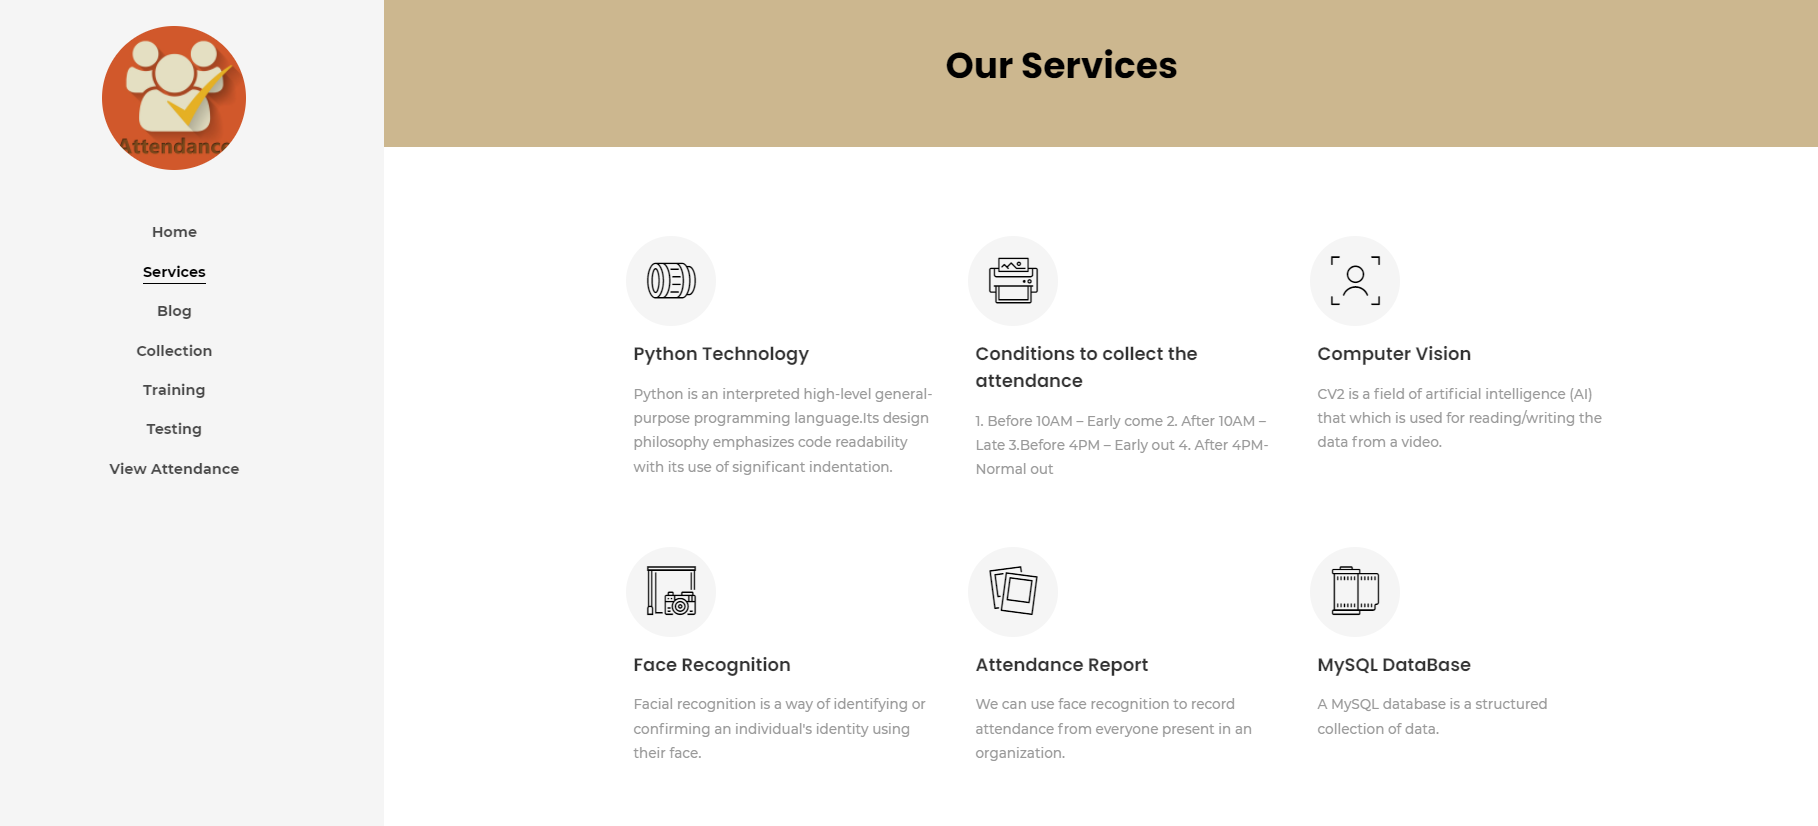 Attendance
Home
Services
Blog
Collection
Training
Testing
View Attendance
Our Services
Python Technology
Python is an interpreted high-level general-
purpose programming language.Its design
philosophy emphasizes code readability
with its use of significant indentation.
Conditions to collect the
attendance
1. Before 10AM – Early come 2. After 10AM –
Late 3.Before 4PM – Early out 4. After 4PM-
Normal out
Computer Vision
CV2 is a field of artificial intelligence (AI)
that which is used for reading/writing the
data from a video.
Face Recognition
Facial recognition is a way of identifying or
confirming an individual's identity using
their face.
Attendance Report
We can use face recognition to record
attendance from everyone present in an
organization.
MySQL DataBase
A MySQL database is a structured
collection of data.